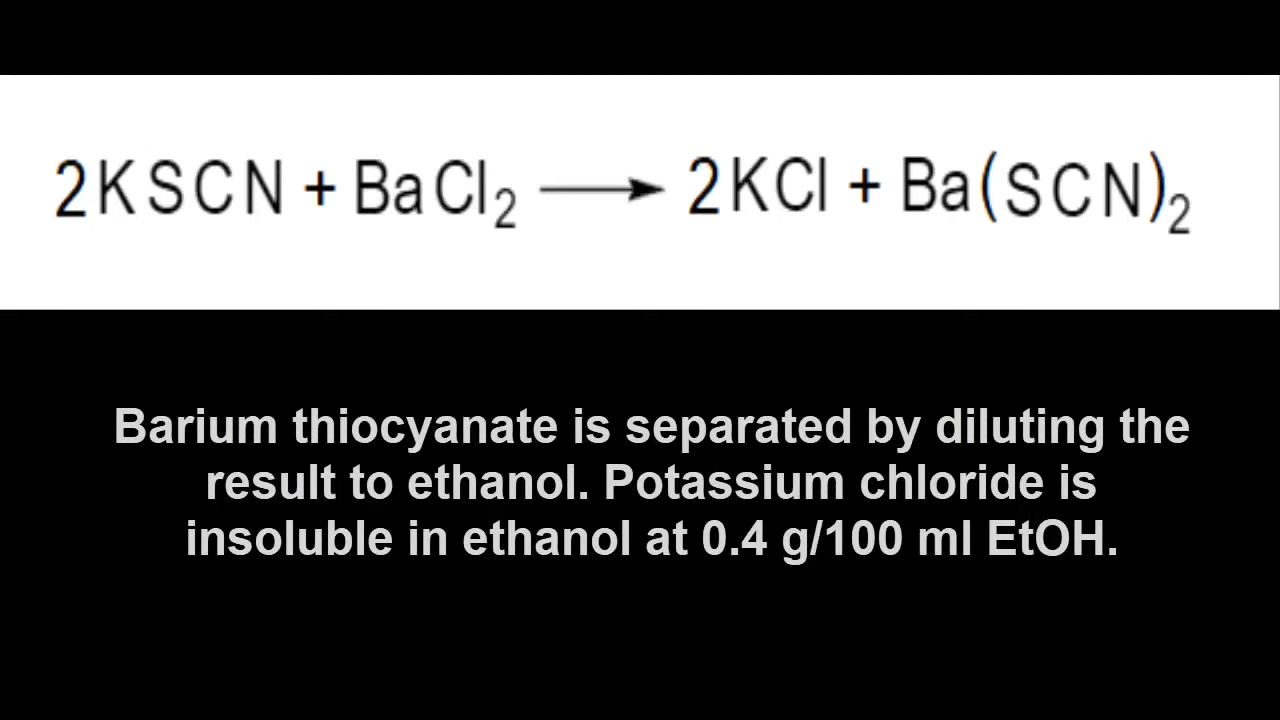 2KSCN + BaCl₂ ⟶ 2KCl + Ba(SCN)₂
Barium thiocyanate is separated by diluting the
result to ethanol. Potassium chloride is
insoluble in ethanol at 0.4 g/100 ml EtOH.